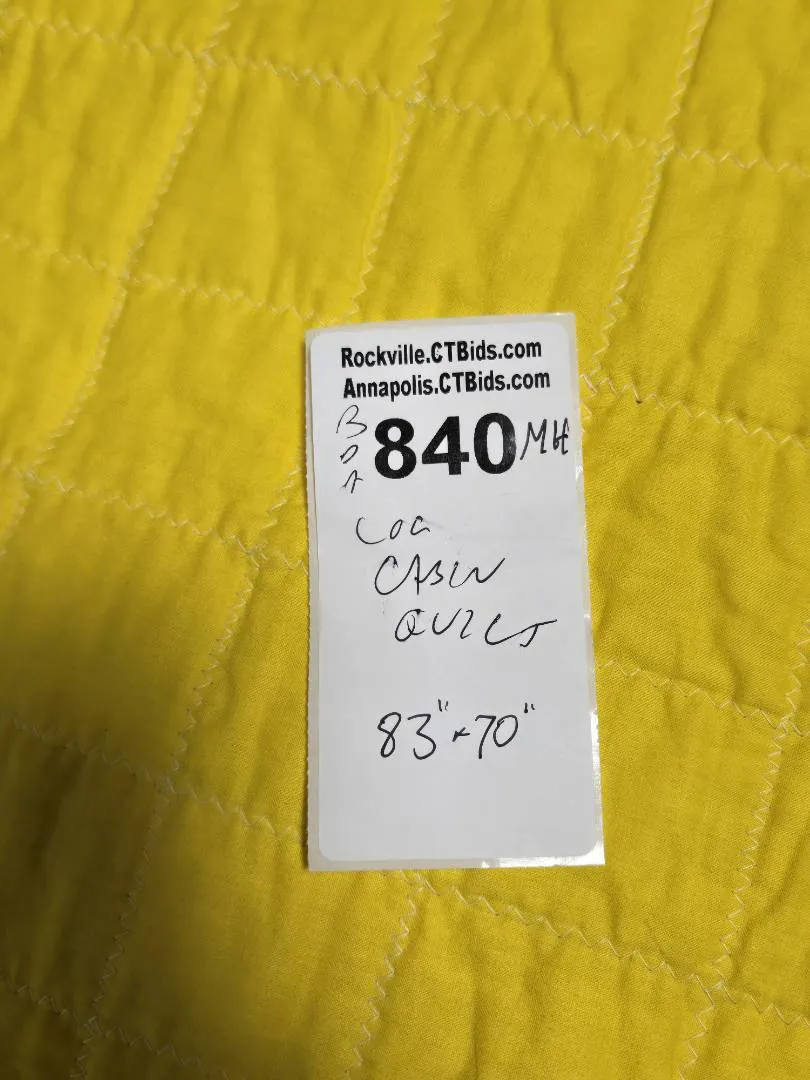 Rockville.CTBids.com
Annapolis.CTBids.com
840 MH
LOG
CABIN
QUILT
83" x 70"